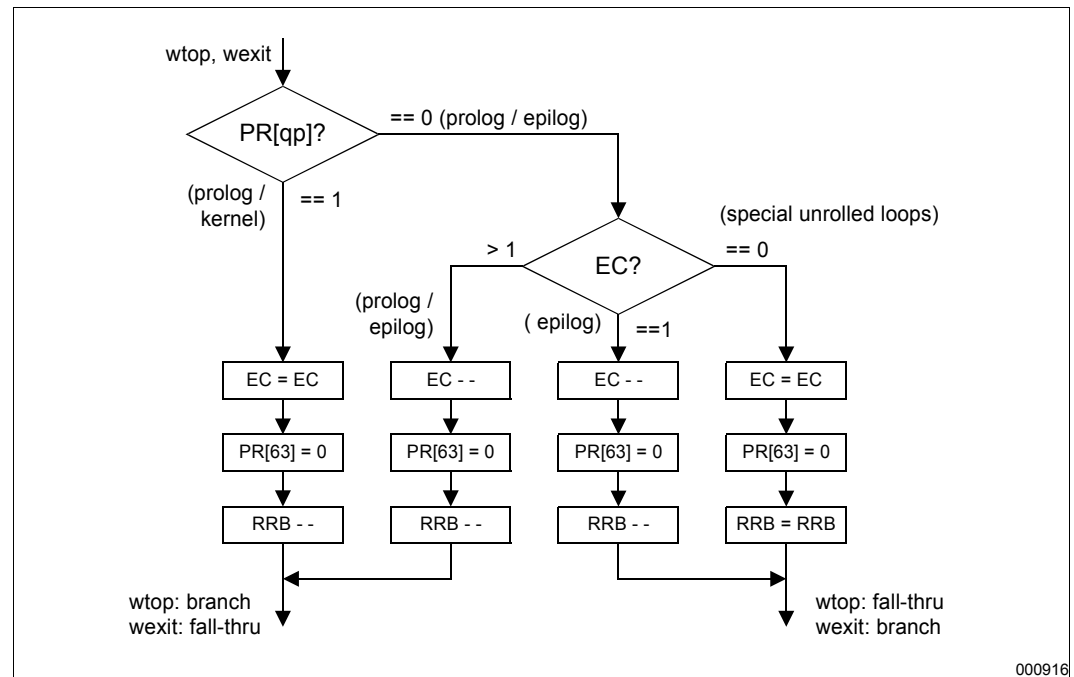 wtop, wexit
PR[qp]?
== 0 (prolog / epilog)
(prolog /
kernel)
== 1
(special unrolled loops)
> 1
EC?
== 0
(prolog /
epilog)
( epilog)
==1
EC = EC
EC - -
EC - -
EC = EC
PR[63] = 0
PR[63] = 0
PR[63] = 0
PR[63] = 0
RRB - -
RRB - -
RRB - -
RRB = RRB
wtop: branch
wexit: fall-thru
wtop: fall-thru
wexit: branch
000916